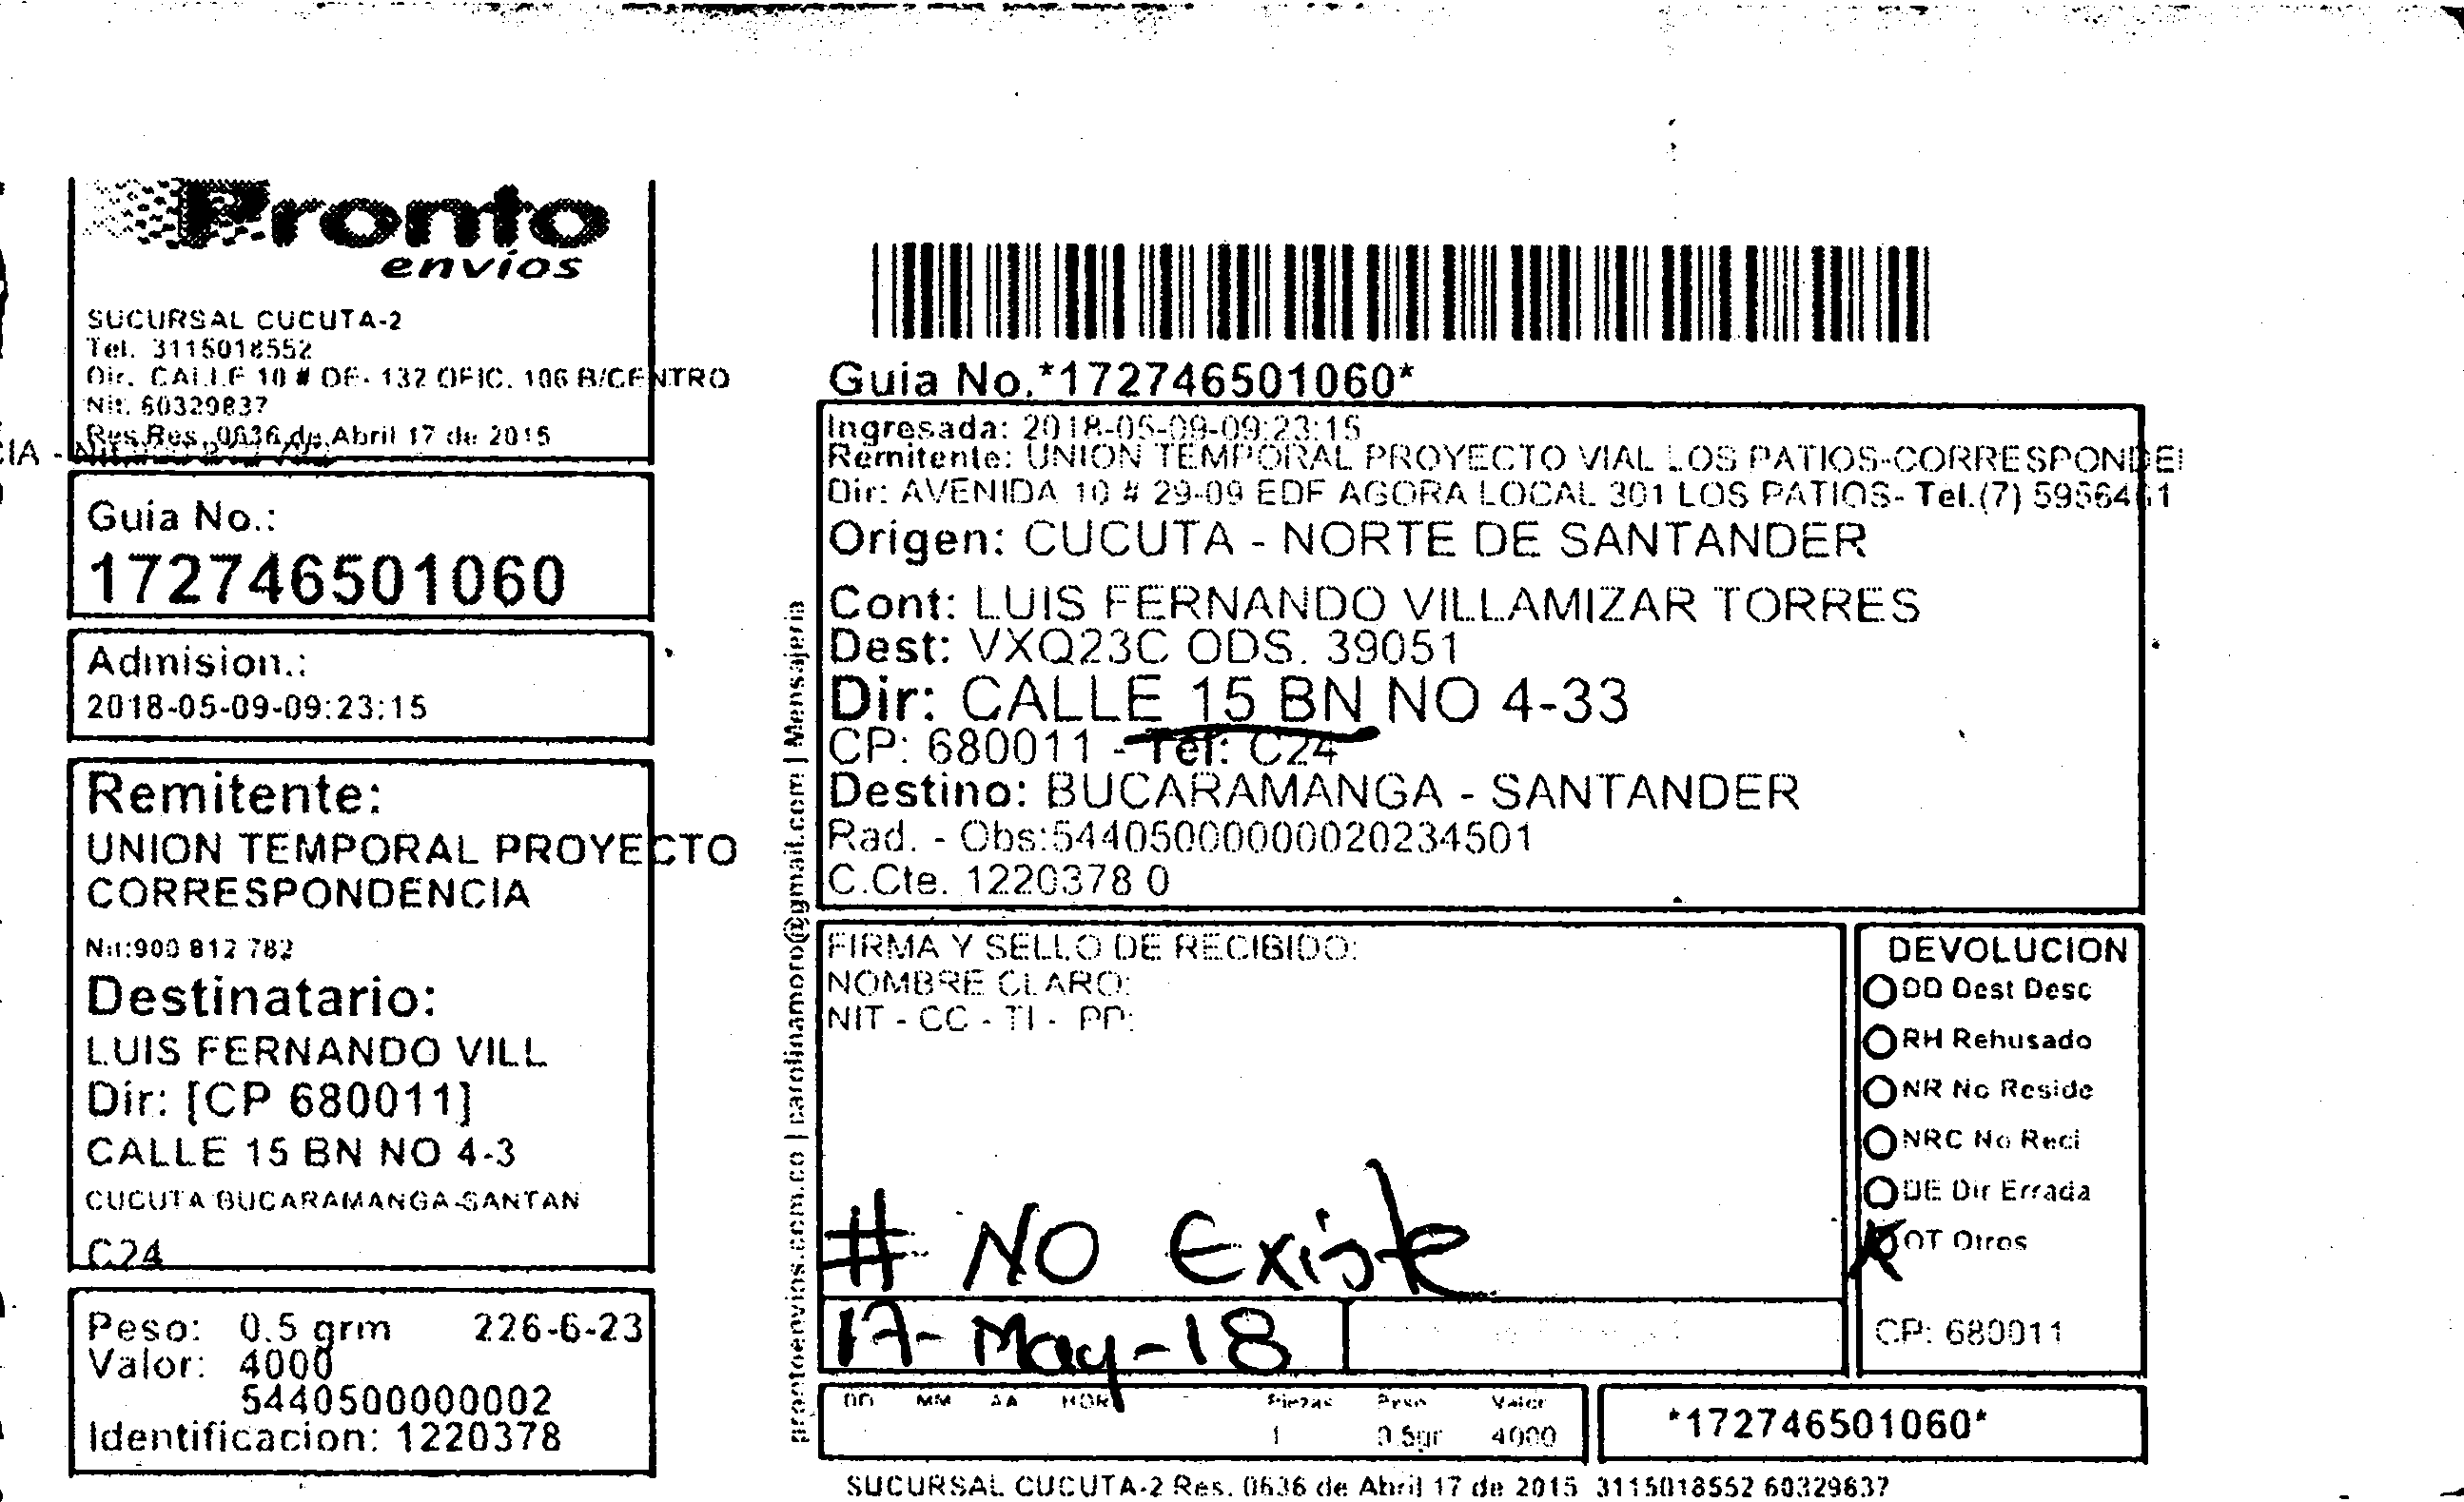 Pronto
envíos
SUCURSAL CUCUTA-2
Tel. 3115018552
Dir. CALLE 10 # OE- 132 OFIC. 106 B/CENTRO
Nit. 60329837
Res.Res. 0636 de Abril 17 de 2015
Guia No.:
172746501060
Admision.:
2018-05-09-09:23:15
Remitente:
UNION TEMPORAL PROYECTO
CORRESPONDENCIA
Nit:900 812 782
Destinatario:
LUIS FERNANDO VILL
Dir: [CP 680011]
CALLE 15 BN NO 4-3
CUCUTA BUCARAMANGA-SANTAN
C24
Peso: 0.5 grm 226-6-23
Valor: 4000
5440500000002
Identificacion: 1220378
prontoenvios.com.co | carolinamoro@gmail.com | Mensajeria
Guia No.*172746501060*
Ingresada: 2018-05-09-09:23:15
Remitente: UNION TEMPORAL PROYECTO VIAL LOS PATIOS-CORRESPONDE
Dir: AVENIDA 10 # 29-09 EDF AGORA LOCAL 301 LOS PATIOS- Tel.(7) 5956461
Origen: CUCUTA - NORTE DE SANTANDER
Cont: LUIS FERNANDO VILLAMIZAR TORRES
Dest: VXQ23C ODS. 39051
Dir: CALLE 15 BN NO 4-33
CP: 680011 - Tel: C24
Destino: BUCARAMANGA - SANTANDER
Rad. - Obs:54405000000020234501
C.Cte. 1220378 0
FIRMA Y SELLO DE RECIBIDO:
NOMBRE CLARO:
NIT - CC - TI - PP:
# NO Existe
17-May-18
DEVOLUCION
DD Dest Desc
RH Rehusado
NR No Reside
NRC No Reci
DE Dir Errada
OT Otros
CP: 680011
DD MM AA HORA Piezas Peso Valor
1 0.5gr 4000
*172746501060*
SUCURSAL CUCUTA-2 Res. 0636 de Abril 17 de 2015 3115018552 60329837